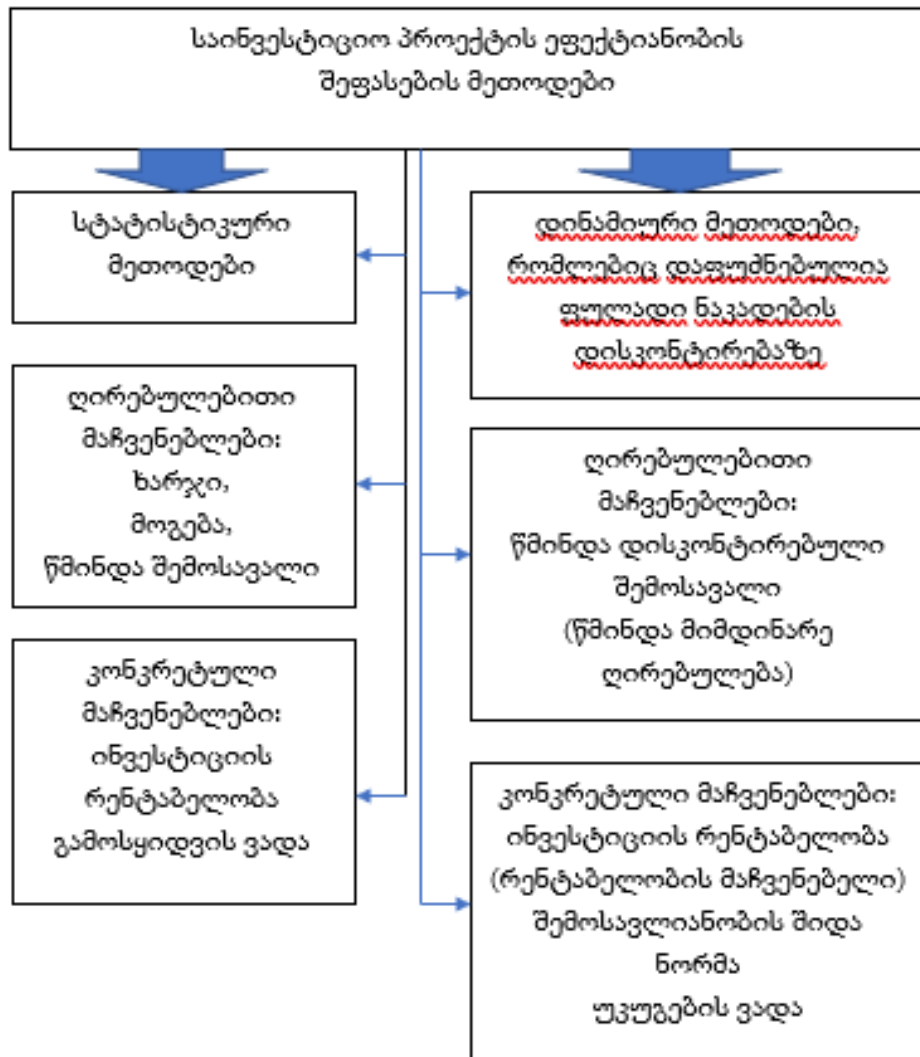 საინვესტიციო პროექტის ეფექტიანობის
შეფასების მეთოდები
სტატისტიკური
მეთოდები
ღირებულებითი
მაჩვენებლები:
ხარჯი,
მოგება,
წმინდა შემოსავალი
კონკრეტული
მაჩვენებლები:
ინვესტიციის
რენტაბელობა
გამოსყიდვის ვადა
დინამიური მეთოდები,
რომლებიც დაფუძნებულია
ფულადი ნაკადების
დისკონტირებაზე
ღირებულებითი
მაჩვენებლები:
წმინდა დისკონტირებული
შემოსავალი
(წმინდა მიმდინარე
ღირებულება)
კონკრეტული მაჩვენებლები:
ინვესტიციის რენტაბელობა
(რენტაბელობის მაჩვენებელი)
შემოსავლიანობის შიდა
ნორმა
უკუგების ვადა